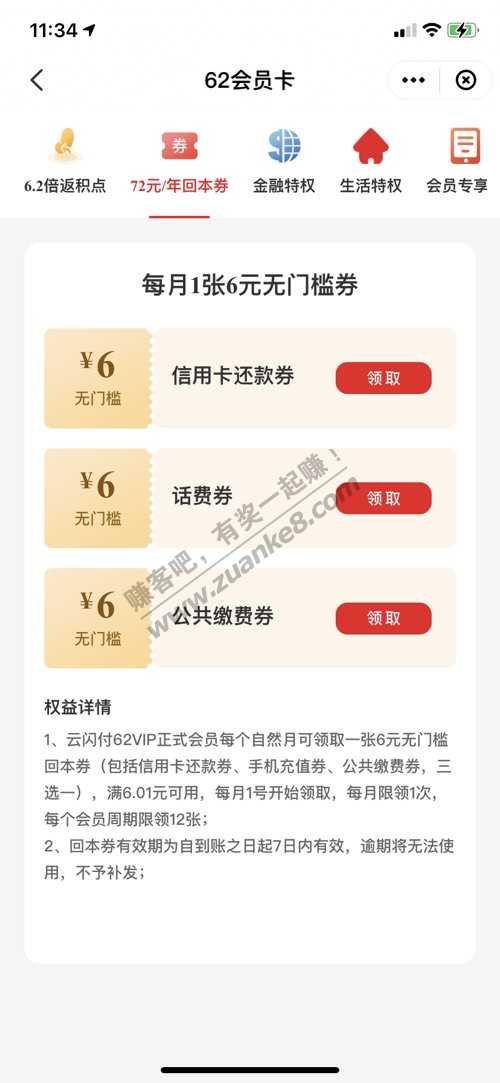 11:34
62会员卡
券
6.2倍返积点 72元/年回本券 金融特权 生活特权 会员专享
每月1张6元无门槛券
¥6
无门槛
信用卡还款券
领取
¥6
无门槛
话费券
领取
¥6
无门槛
公共缴费券
领取
赚客吧，有奖一起赚！
www.zuanke8.com
权益详情
1、云闪付62VIP正式会员每个自然月可领取一张6元无门槛
回本券（包括信用卡还款券、手机充值券、公共缴费券，三
选一），满6.01元可用，每月1号开始领取，每月限领1次，
每个会员周期限领12张；
2、回本券有效期为自到账之日起7日内有效，逾期将无法使
用，不予补发；